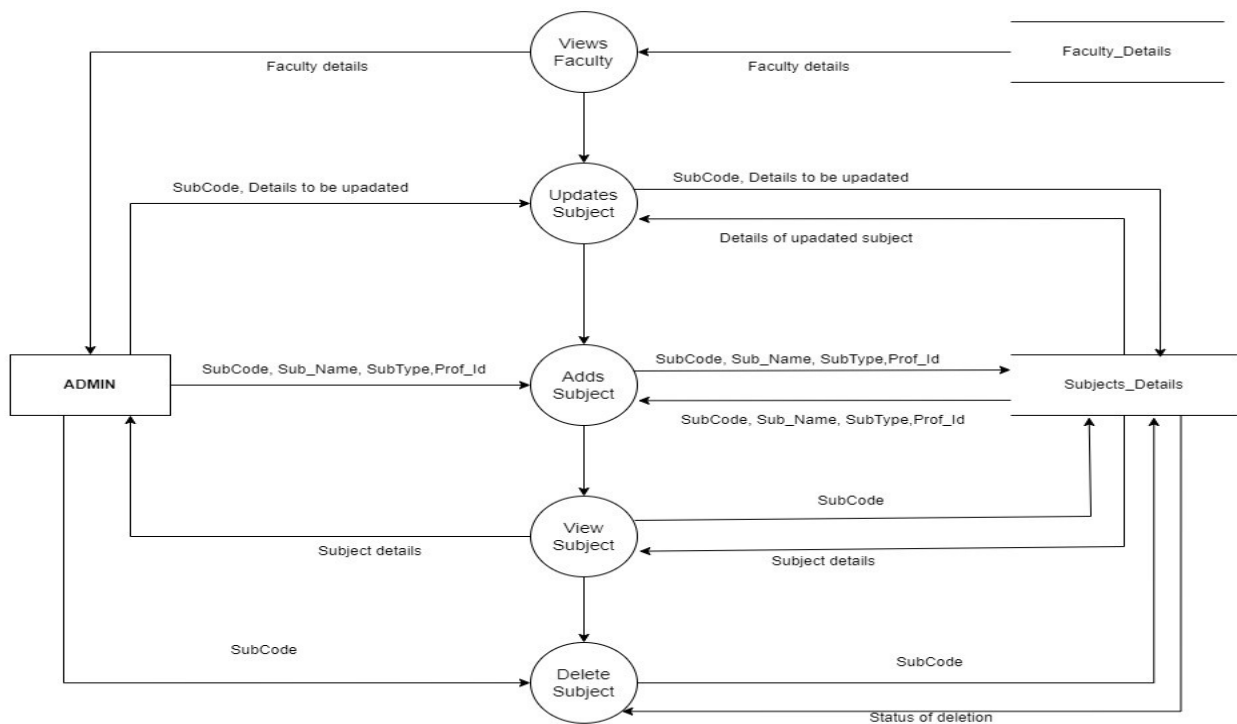 Views
Faculty
Faculty_Details
Faculty details
Faculty details
SubCode, Details to be upadated
Updates
Subject
SubCode, Details to be upadated
Details of upadated subject
ADMIN
SubCode, Sub_Name, SubType,Prof_Id
Adds
Subject
SubCode, Sub_Name, SubType,Prof_Id
Subjects_Details
SubCode, Sub_Name, SubType,Prof_Id
View
Subject
SubCode
Subject details
Subject details
SubCode
Delete
Subject
SubCode
Status of deletion